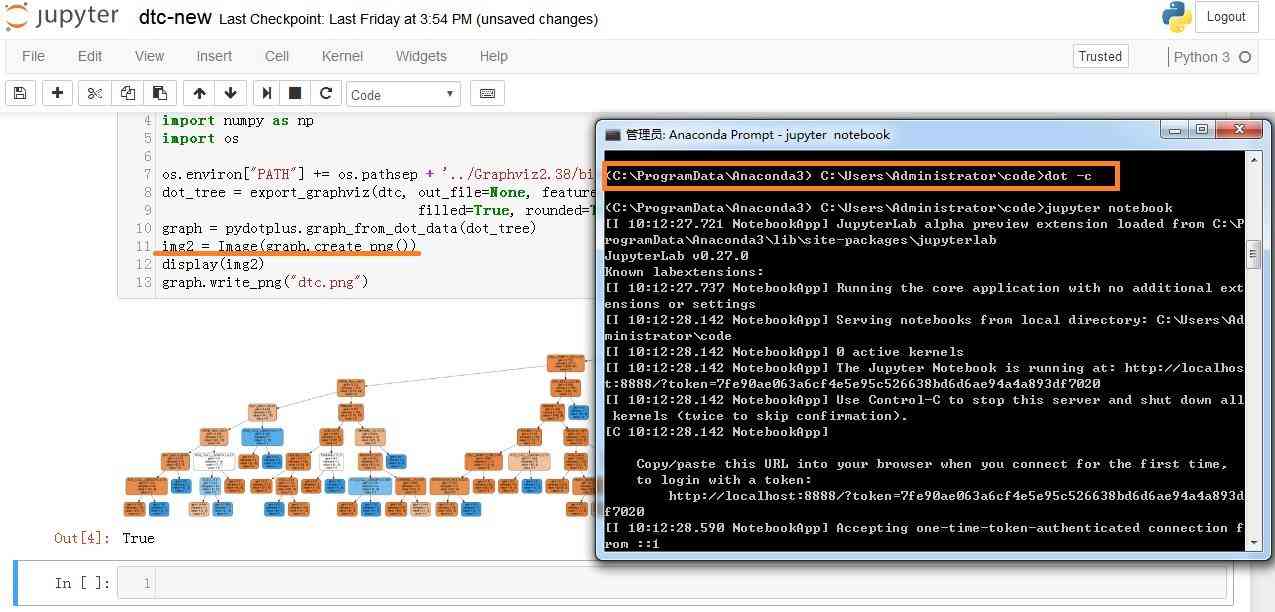 jupyter dtc-new Last Checkpoint: Last Friday at 3:54 PM (unsaved changes) Logout
File Edit View Insert Cell Kernel Widgets Help Trusted Python 3
Code
4 import numpy as np
5 import os
6
7 os.environ["PATH"] += os.pathsep + '../Graphviz2.38/bi
8 dot_tree = export_graphviz(dtc, out_file=None, feature
9 filled=True, rounded=T
10 graph = pydotplus.graph_from_dot_data(dot_tree)
11 img2 = Image(graph.create_png())
12 display(img2)
13 graph.write_png("dtc.png")
Out[4]: True
In [ ]: 1
管理员: Anaconda Prompt - jupyter notebook
(C:\ProgramData\Anaconda3) C:\Users\Administrator\code>dot -c
(C:\ProgramData\Anaconda3) C:\Users\Administrator\code>jupyter notebook
[I 10:12:27.721 NotebookApp] JupyterLab alpha preview extension loaded from C:\P
rogramData\Anaconda3\lib\site-packages\jupyterlab
JupyterLab v0.27.0
Known labextensions:
[I 10:12:27.737 NotebookApp] Running the core application with no additional ext
ensions or settings
[I 10:12:28.142 NotebookApp] Serving notebooks from local directory: C:\Users\Ad
ministrator\code
[I 10:12:28.142 NotebookApp] 0 active kernels
[I 10:12:28.142 NotebookApp] The Jupyter Notebook is running at: http://localhos
t:8888/?token=7fe90ae063a6cf4e5e95c526638bd6d6ae94a4a893df7020
[I 10:12:28.142 NotebookApp] Use Control-C to stop this server and shut down all
kernels (twice to skip confirmation).
[C 10:12:28.142 NotebookApp]
Copy/paste this URL into your browser when you connect for the first time,
to login with a token:
http://localhost:8888/?token=7fe90ae063a6cf4e5e95c526638bd6d6ae94a4a893d
f7020
[I 10:12:28.590 NotebookApp] Accepting one-time-token-authenticated connection f
rom ::1